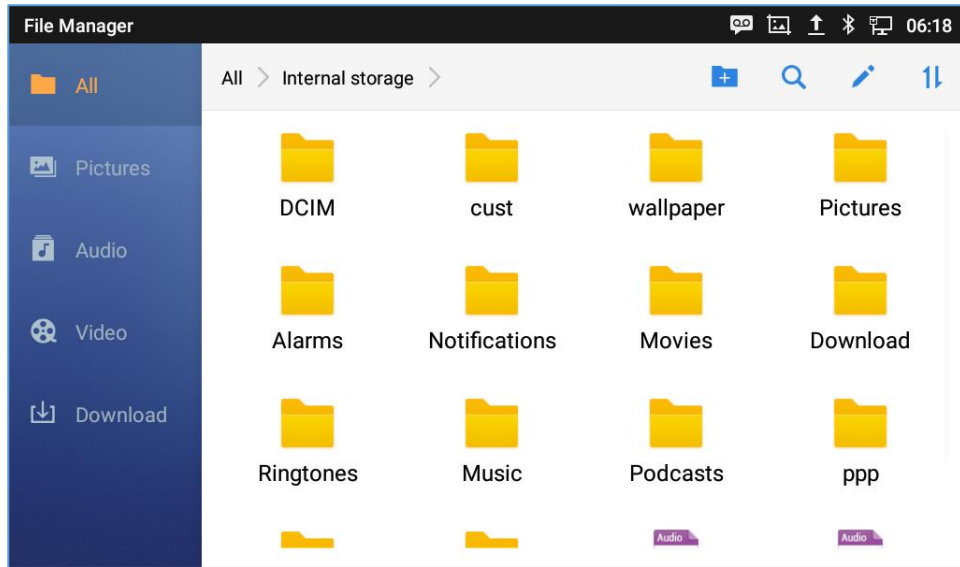 File Manager 06:18
All
Pictures
Audio
Video
Download
All Internal storage
DCIM cust wallpaper Pictures
Alarms Notifications Movies Download
Ringtones Music Podcasts ppp
Audio Audio